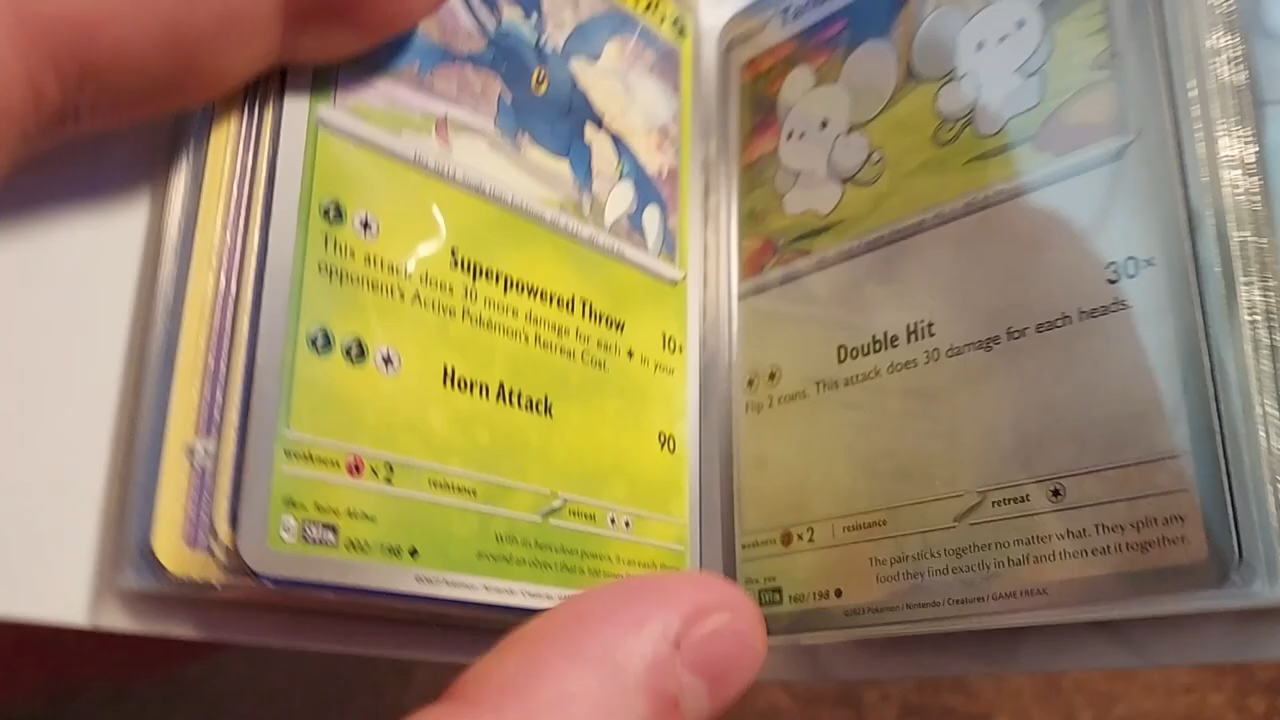 Superpowered Throw
10+
This attack does 30 more damage for each in your
opponent's Active Pokémon's Retreat Cost.
Horn Attack
90
weakness ×2 resistance retreat
30×
Double Hit
Flip 2 coins. This attack does 30 damage for each heads.
weakness ×2 resistance retreat
The pair sticks together no matter what. They split any
food they find exactly in half and then eat it together.
160/198
©2023 Pokémon / Nintendo / Creatures / GAME FREAK